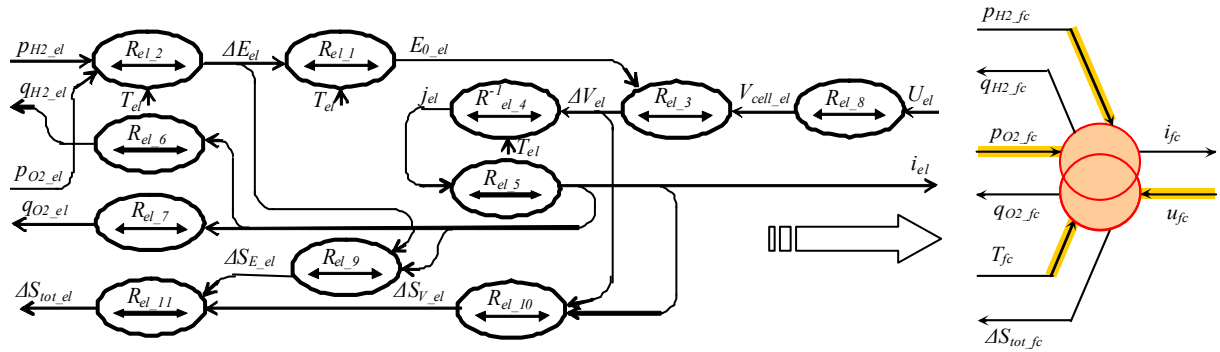 p_{H2_el}
R_{el_2}
ΔE_{el}
R_{el_1}
E_{0_el}
q_{H2_el}
T_{el}
T_{el}
R_{el_6}
p_{O2_el}
q_{O2_el}
R_{el_7}
j_{el}
R^{-1}_{el_4}
ΔV_{el}
R_{el_3}
V_{cell_el}
R_{el_8}
U_{el}
T_{el}
R_{el_5}
i_{el}
ΔS_{E_el}
R_{el_9}
ΔS_{tot_el}
R_{el_11}
ΔS_{V_el}
R_{el_10}
p_{H2_fc}
q_{H2_fc}
p_{O2_fc}
i_{fc}
q_{O2_fc}
u_{fc}
T_{fc}
ΔS_{tot_fc}